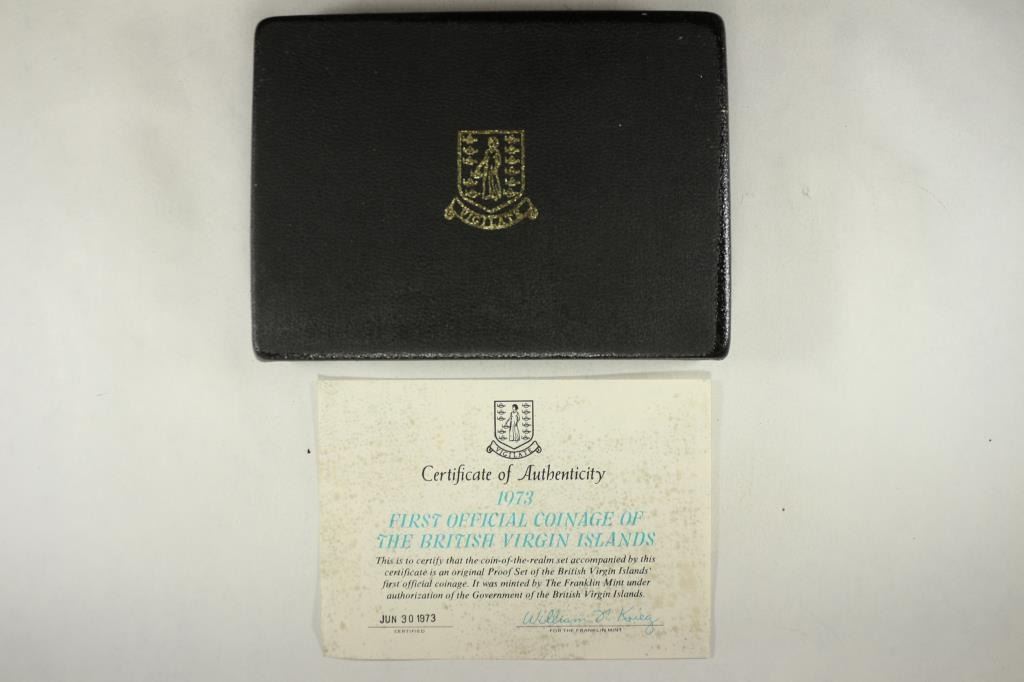 VIGILATE
VIGILATE
Certificate of Authenticity
1973
FIRST OFFICIAL COINAGE OF
THE BRITISH VIRGIN ISLANDS
This is to certify that the coin-of-the-realm set accompanied by this
certificate is an original Proof Set of the British Virgin Islands'
first official coinage. It was minted by The Franklin Mint under
authorization of the Government of the British Virgin Islands.
JUN 30 1973
William Krieg
CERTIFIED
FOR THE FRANKLIN MINT